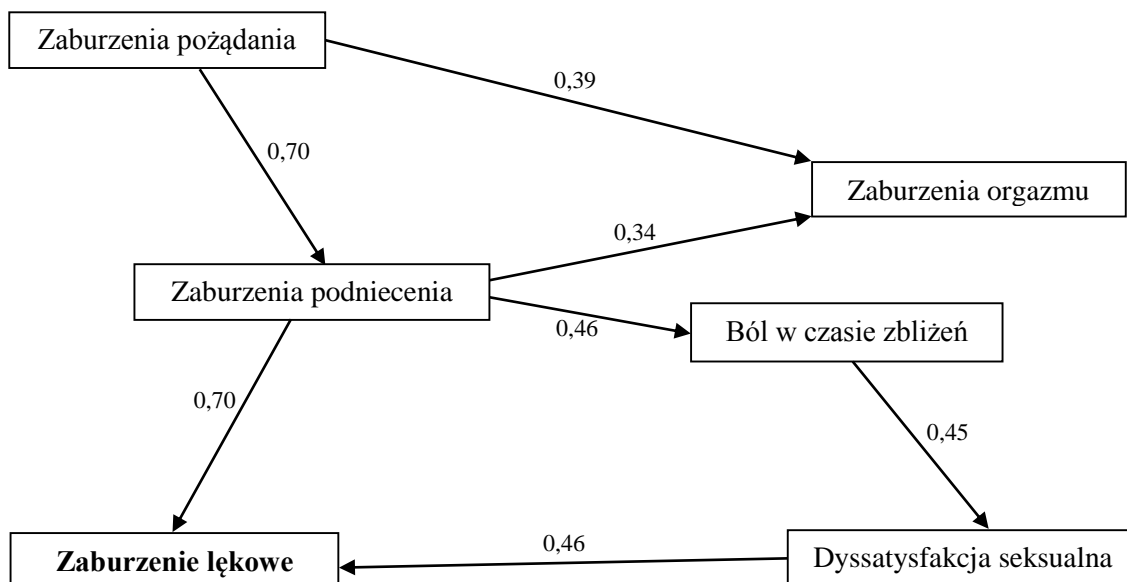 Zaburzenia pożądania
0,39
0,70
Zaburzenia orgazmu
0,34
Zaburzenia podniecenia
0,46
Ból w czasie zbliżeń
0,70
0,45
0,46
Zaburzenie lękowe
Dyssatysfakcja seksualna